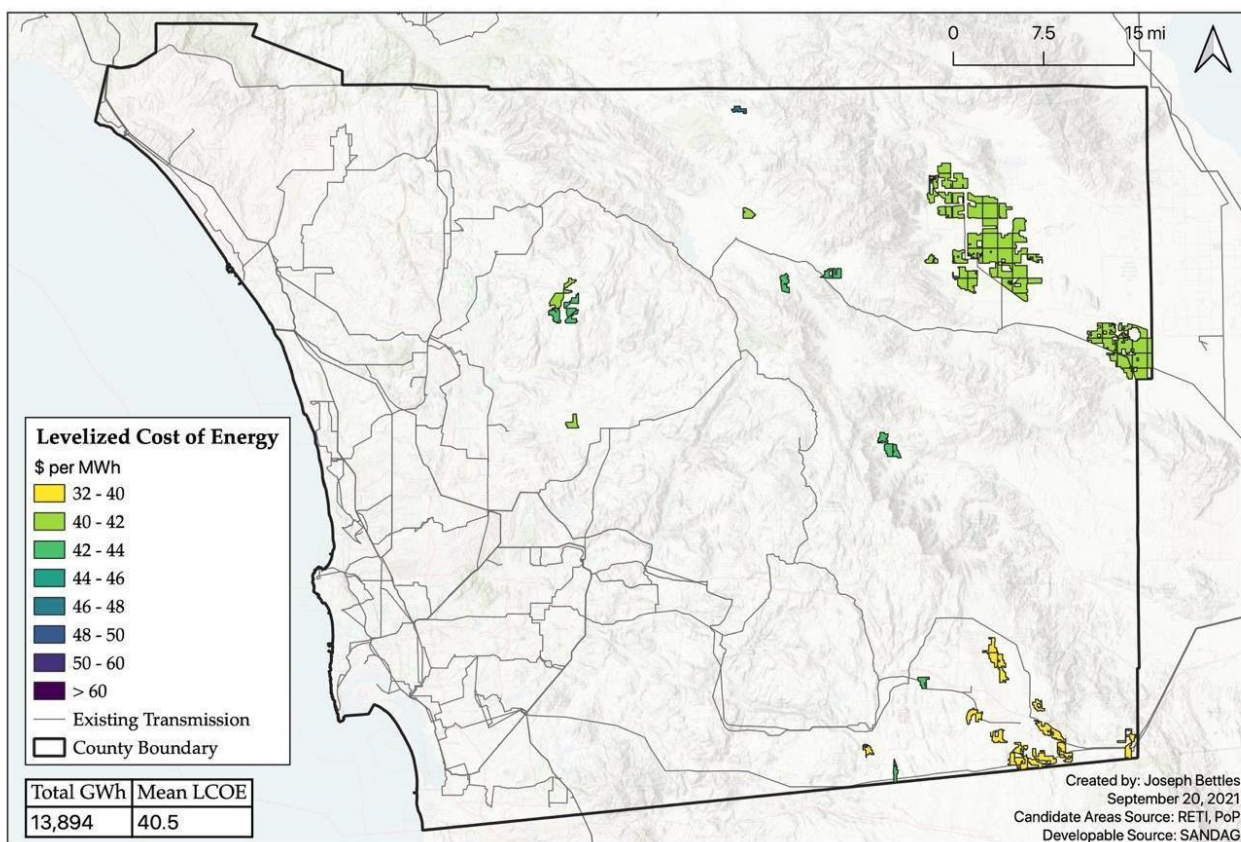 0 7.5 15 mi
Levelized Cost of Energy
$ per MWh
32 - 40
40 - 42
42 - 44
44 - 46
46 - 48
48 - 50
50 - 60
> 60
Existing Transmission
County Boundary
Total GWh Mean LCOE
13,894 40.5
Created by: Joseph Bettles
September 20, 2021
Candidate Areas Source: RETI, PoP
Developable Source: SANDAG